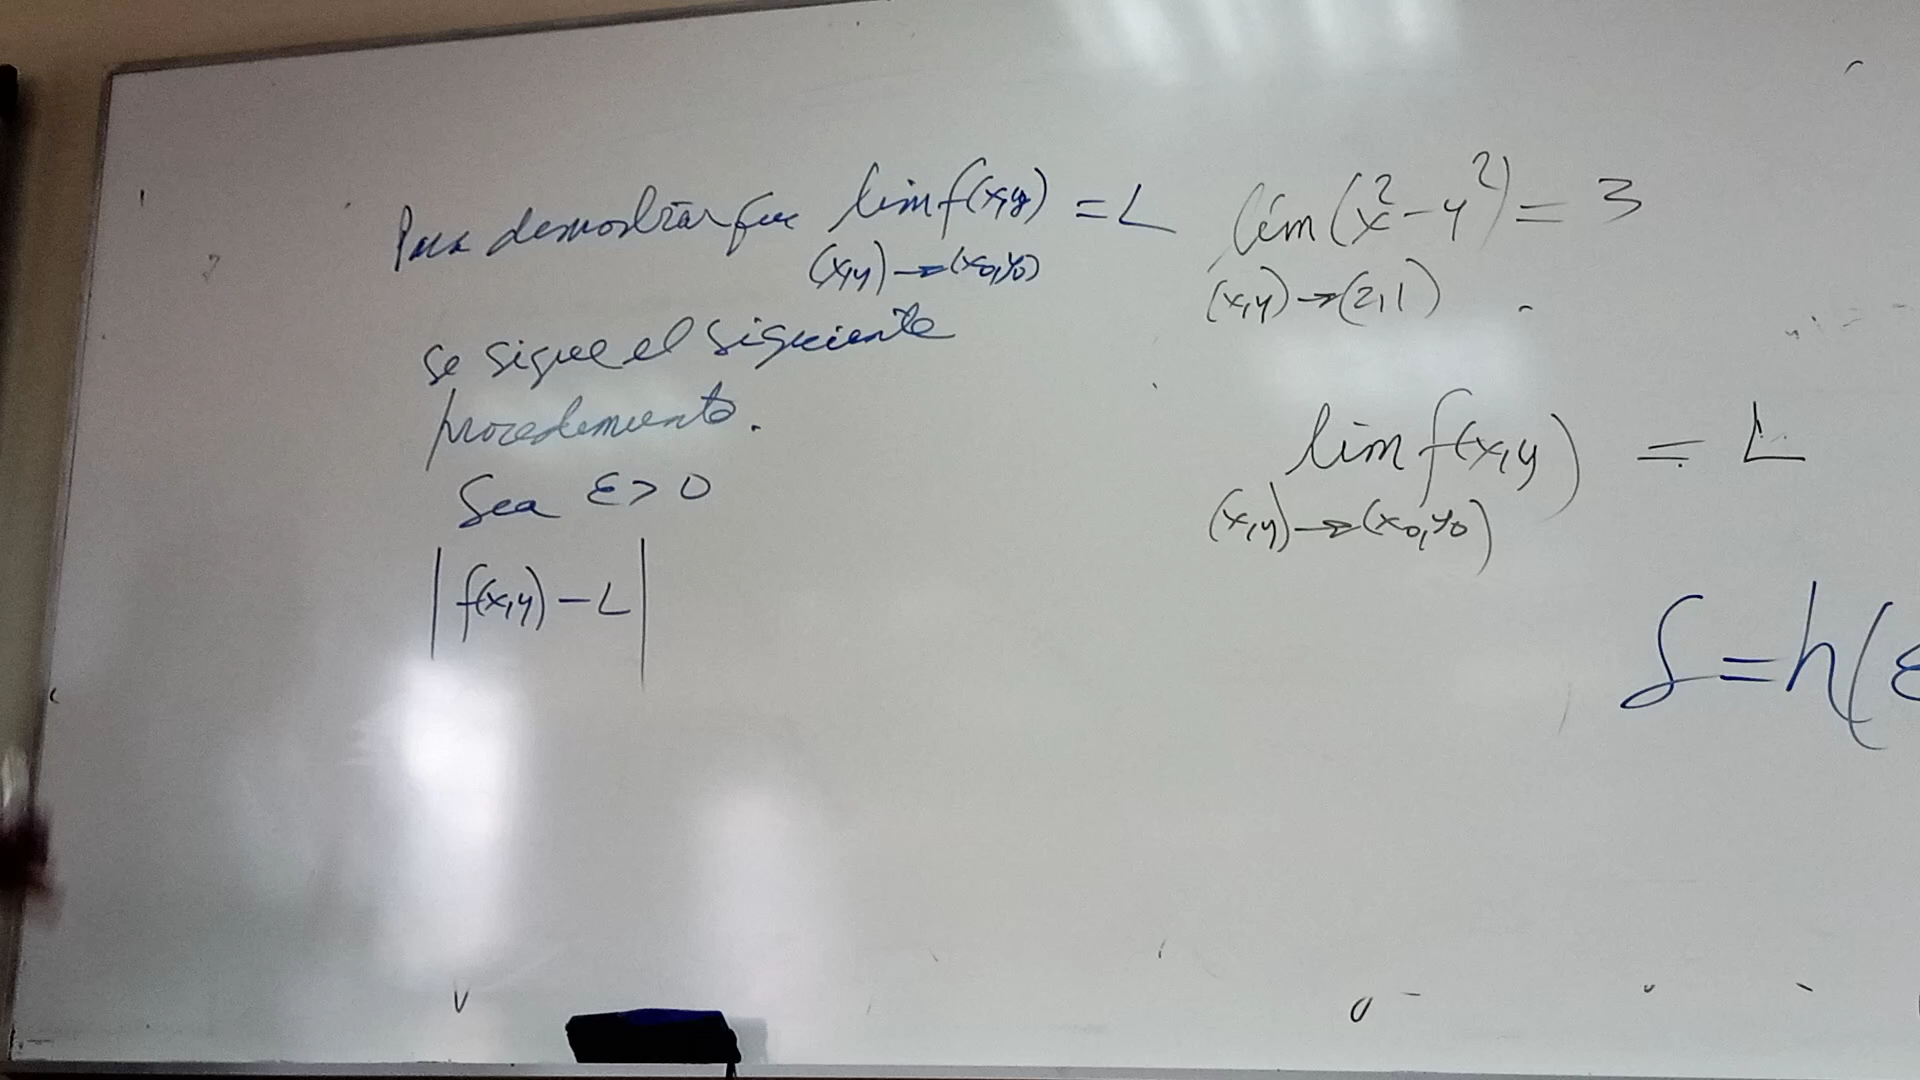 Para demostrar que lim f(x,y) = L
(x,y)→(x₀,y₀)
se sigue el siguiente
procedimiento.
Sea ε > 0
|f(x,y) − L|
lím (x² − y²) = 3
(x,y)→(2,1)
lim f(x,y) = L
(x,y)→(x₀,y₀)
δ = h(ε